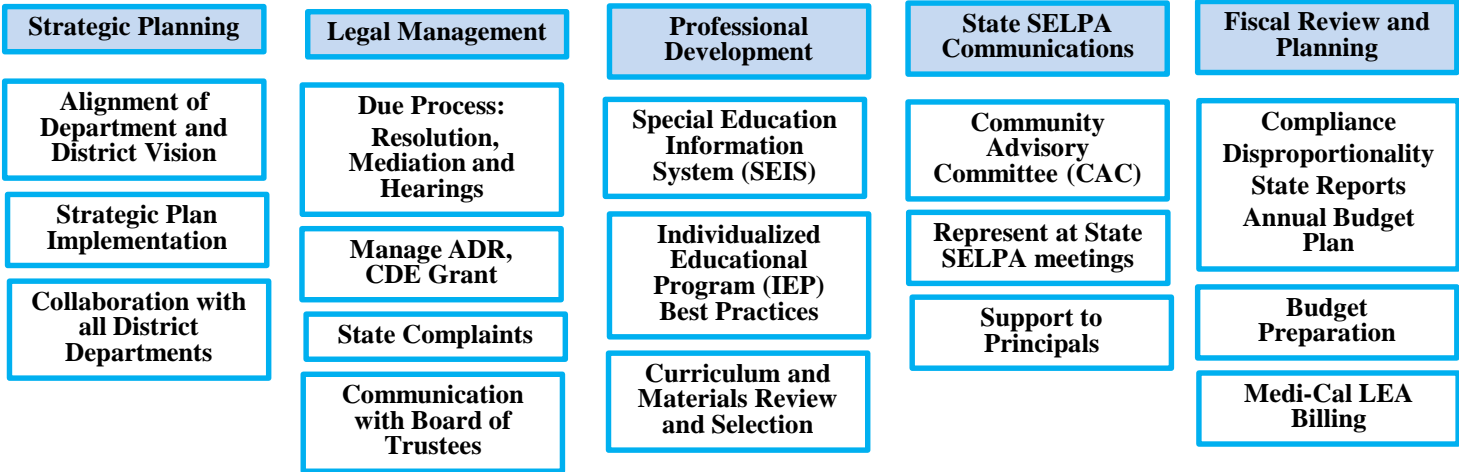 Strategic Planning
Alignment of
Department and
District Vision
Strategic Plan
Implementation
Collaboration with
all District
Departments
Legal Management
Due Process:
Resolution,
Mediation and
Hearings
Manage ADR,
CDE Grant
State Complaints
Communication
with Board of
Trustees
Professional
Development
Special Education
Information
System (SEIS)
Individualized
Educational
Program (IEP)
Best Practices
Curriculum and
Materials Review
and Selection
State SELPA
Communications
Community
Advisory
Committee (CAC)
Represent at State
SELPA meetings
Support to
Principals
Fiscal Review and
Planning
Compliance
Disproportionality
State Reports
Annual Budget
Plan
Budget
Preparation
Medi-Cal LEA
Billing